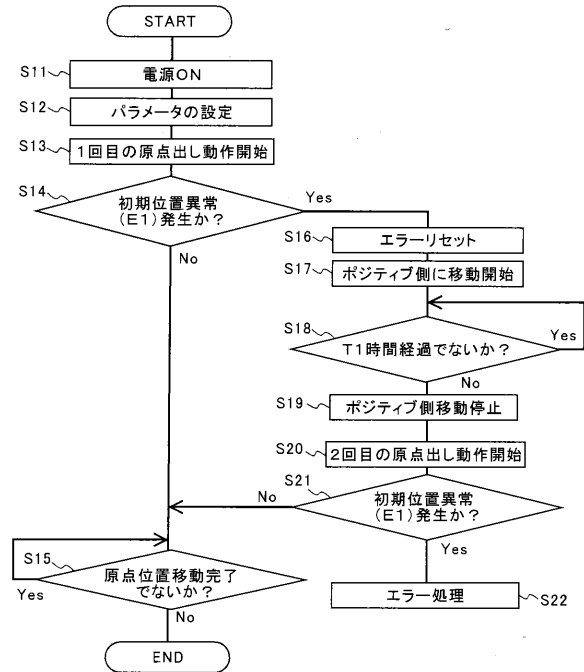 START
S11
電源ON
S12
パラメータの設定
S13
1回目の原点出し動作開始
S14
初期位置異常
(E1)発生か?
Yes
No
S16
エラーリセット
S17
ポジティブ側に移動開始
S18
T1時間経過でないか?
Yes
No
S19
ポジティブ側移動停止
S20
2回目の原点出し動作開始
S21
初期位置異常
(E1)発生か?
No
Yes
S22
エラー処理
S15
原点位置移動完了
でないか?
Yes
No
END